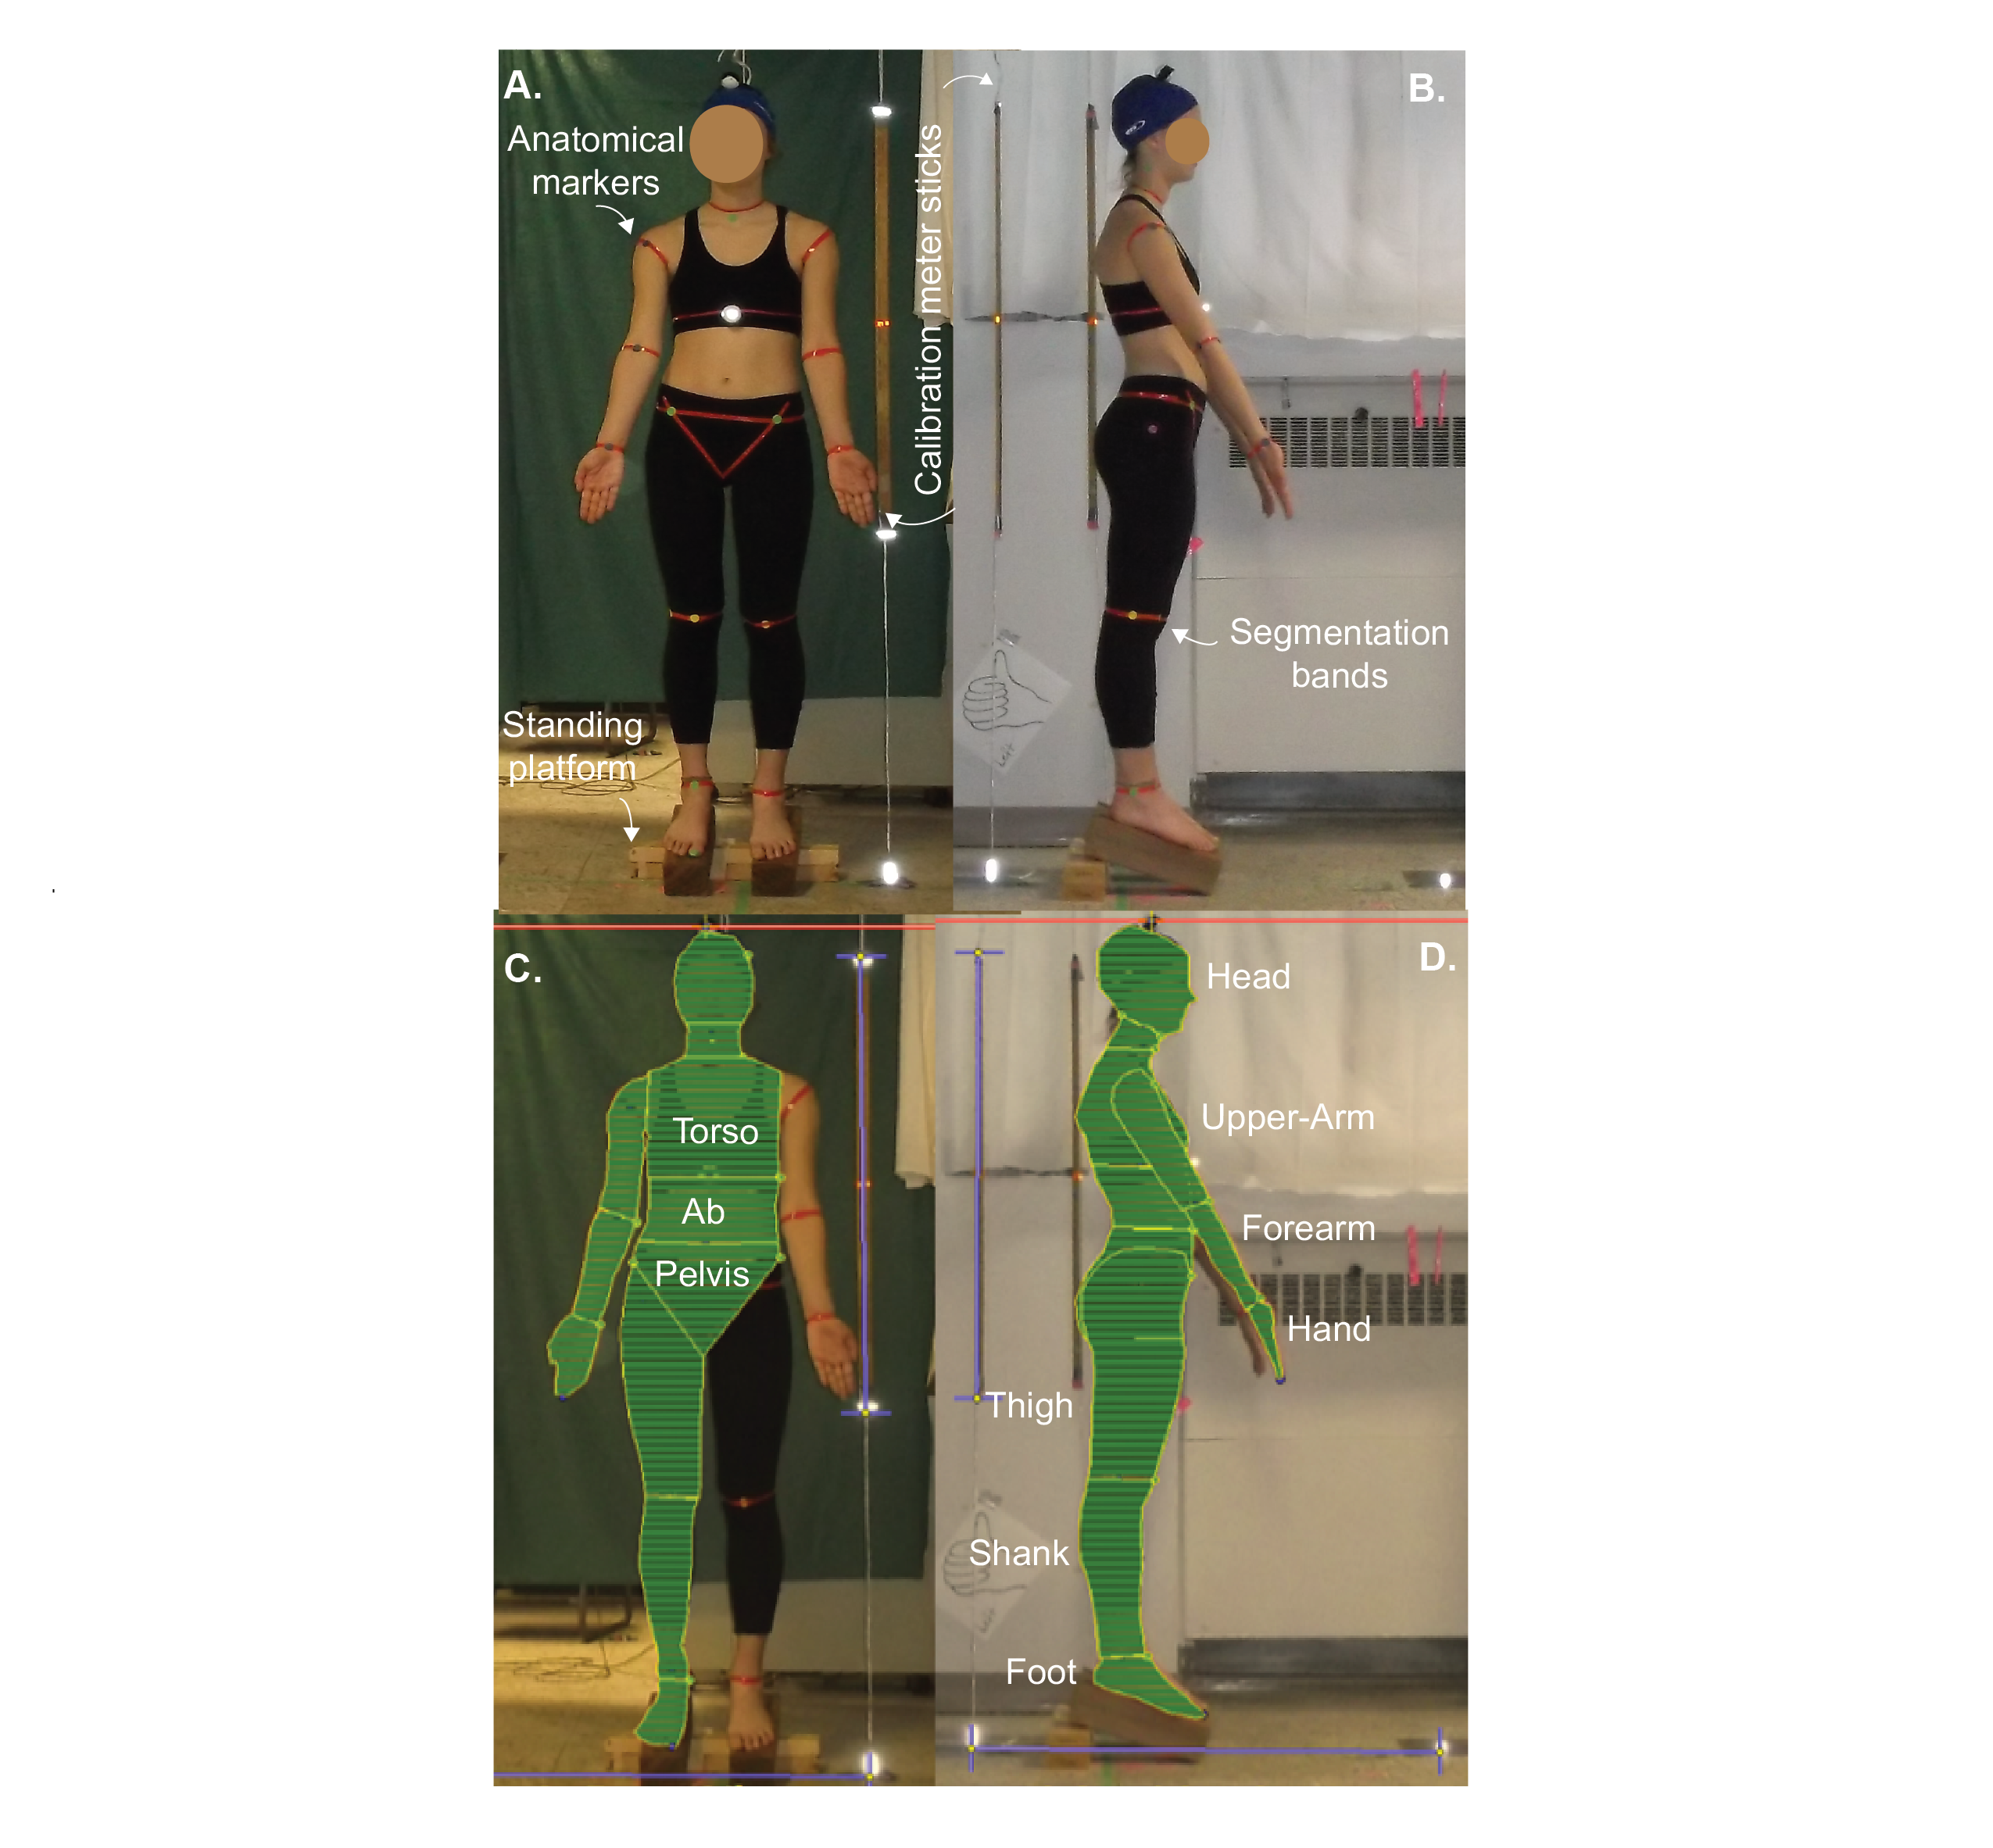 A.
B.
Anatomical
markers
Calibration meter sticks
Segmentation
bands
Standing
platform
C.
D.
Head
Torso
Upper-Arm
Ab
Forearm
Pelvis
Hand
Thigh
Shank
Foot